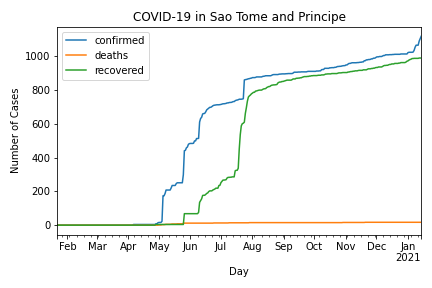 COVID-19 in Sao Tome and Principe
confirmed
deaths
recovered
Number of Cases
1000
800
600
400
200
0
Feb Mar Apr May Jun Jul Aug Sep Oct Nov Dec Jan
2021
Day